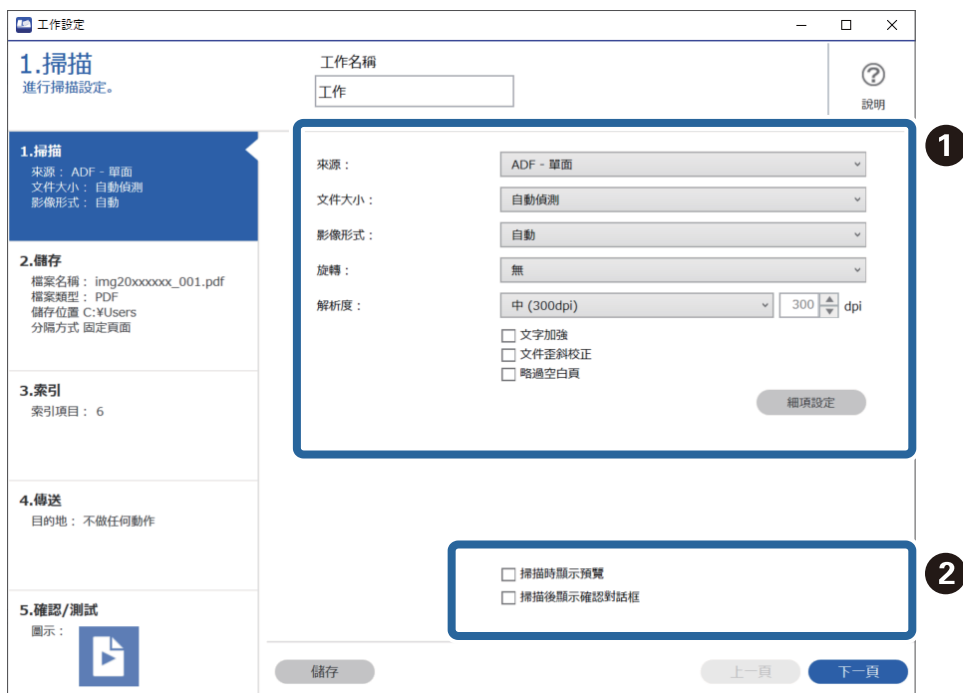 工作設定
1.掃描
進行掃描設定。
工作名稱
工作
說明
1.掃描
來源： ADF - 單面
文件大小： 自動偵測
影像形式： 自動
2.儲存
檔案名稱： img20xxxxxx_001.pdf
檔案類型： PDF
儲存位置 C:¥Users
分隔方式 固定頁面
3.索引
索引項目： 6
4.傳送
目的地： 不做任何動作
5.確認/測試
圖示：
1
來源： ADF - 單面
文件大小： 自動偵測
影像形式： 自動
旋轉： 無
解析度： 中 (300dpi) 300 dpi
文字加強
文件歪斜校正
略過空白頁
細項設定
2
掃描時顯示預覽
掃描後顯示確認對話框
儲存 上一頁 下一頁